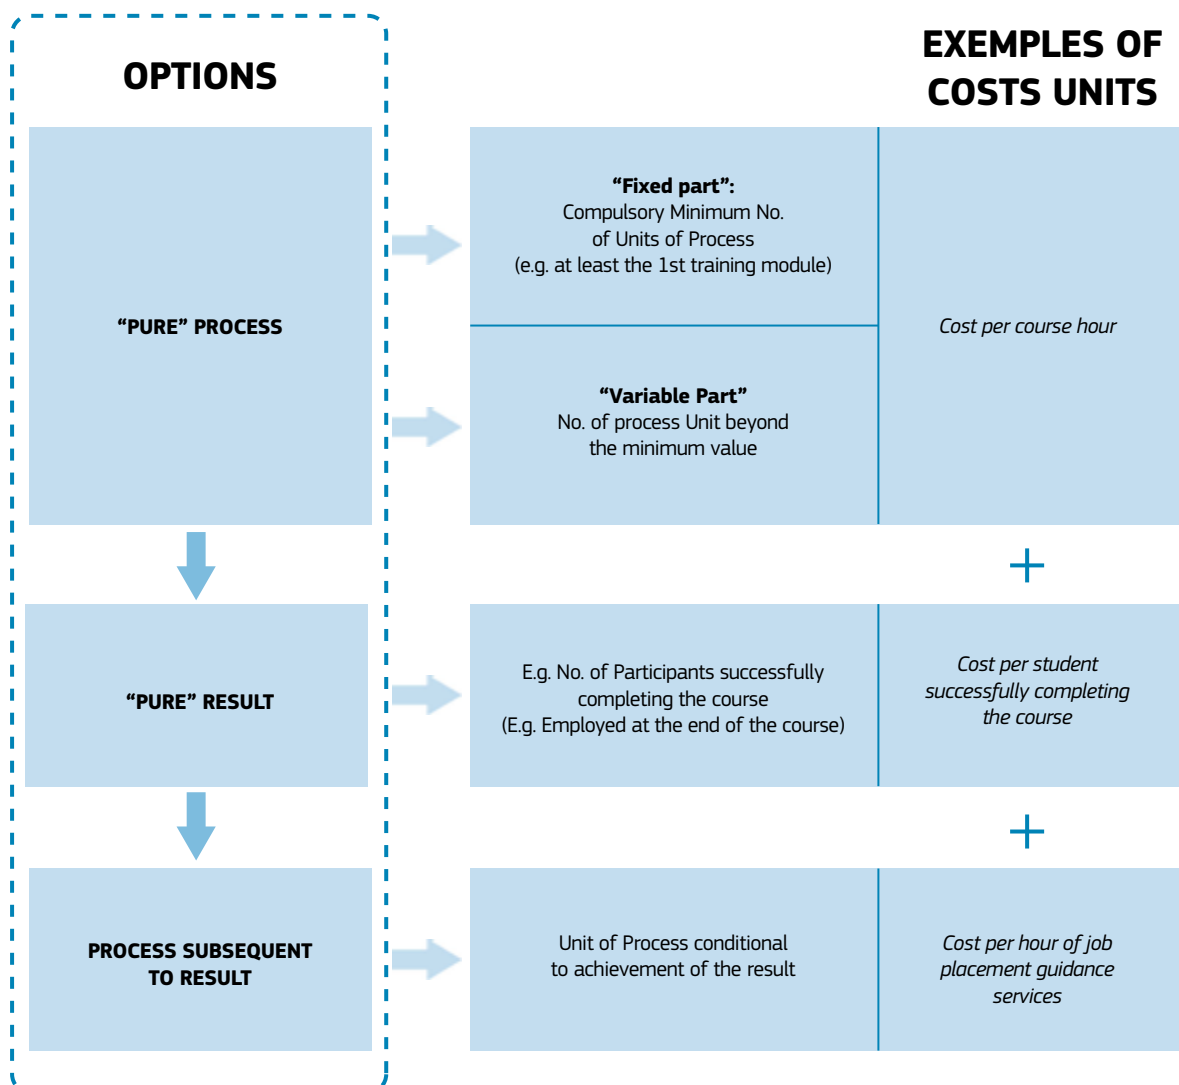 OPTIONS
EXEMPLES OF
COSTS UNITS
“PURE” PROCESS
“Fixed part”:
Compulsory Minimum No.
of Units of Process
(e.g. at least the 1st training module)
“Variable Part”
No. of process Unit beyond
the minimum value
Cost per course hour
+
“PURE” RESULT
E.g. No. of Participants successfully
completing the course
(E.g. Employed at the end of the course)
Cost per student
successfully completing
the course
+
PROCESS SUBSEQUENT
TO RESULT
Unit of Process conditional
to achievement of the result
Cost per hour of job
placement guidance
services